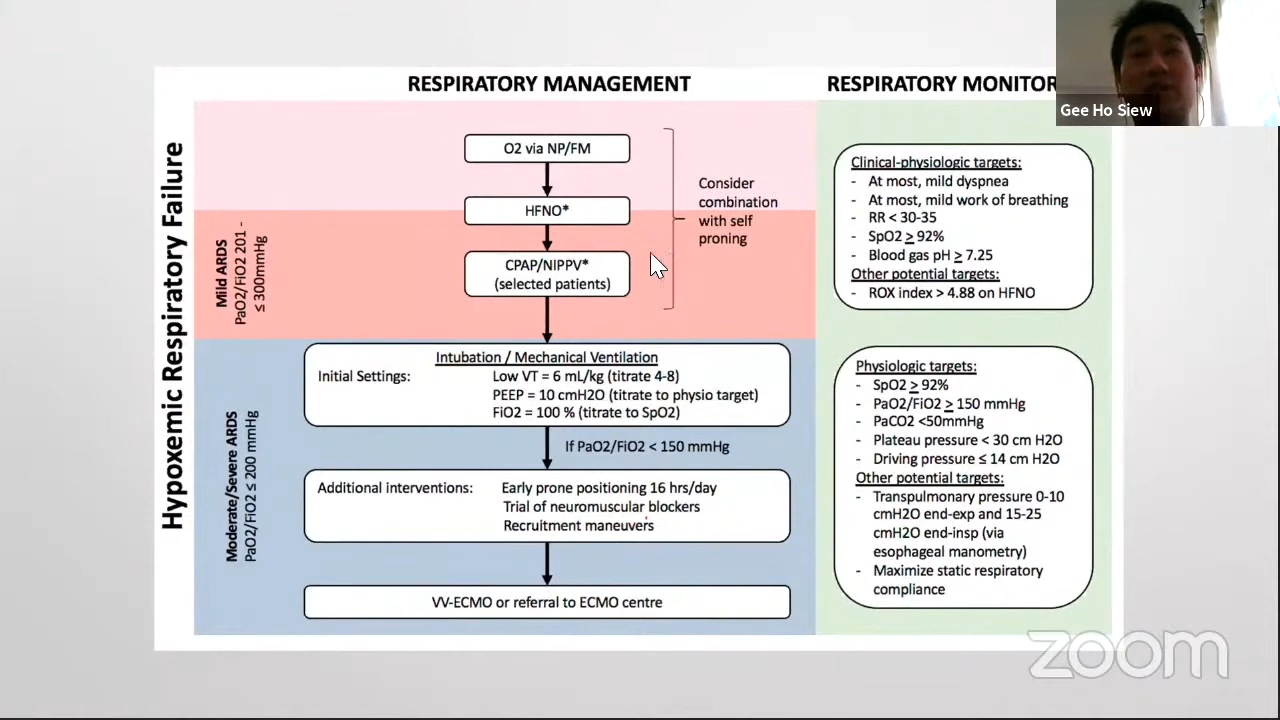 RESPIRATORY MANAGEMENT
RESPIRATORY MONITOR
Gee Ho Siew
Hypoxemic Respiratory Failure
Mild ARDS
PaO2/FiO2 201 -
≤ 300mmHg
O2 via NP/FM
HFNO*
CPAP/NIPPV*
(selected patients)
Consider
combination
with self
proning
Moderate/Severe ARDS
PaO2/FiO2 ≤ 200 mmHg
Intubation / Mechanical Ventilation
Initial Settings: Low VT = 6 mL/kg (titrate 4-8)
PEEP = 10 cmH2O (titrate to physio target)
FiO2 = 100 % (titrate to SpO2)
If PaO2/FiO2 < 150 mmHg
Additional interventions: Early prone positioning 16 hrs/day
Trial of neuromuscular blockers
Recruitment maneuvers
VV-ECMO or referral to ECMO centre
Clinical-physiologic targets:
- At most, mild dyspnea
- At most, mild work of breathing
- RR < 30-35
- SpO2 ≥ 92%
- Blood gas pH ≥ 7.25
Other potential targets:
- ROX index > 4.88 on HFNO
Physiologic targets:
- SpO2 ≥ 92%
- PaO2/FiO2 ≥ 150 mmHg
- PaCO2 <50mmHg
- Plateau pressure < 30 cm H2O
- Driving pressure ≤ 14 cm H2O
Other potential targets:
- Transpulmonary pressure 0-10
cmH2O end-exp and 15-25
cmH2O end-insp (via
esophageal manometry)
- Maximize static respiratory
compliance
zoom